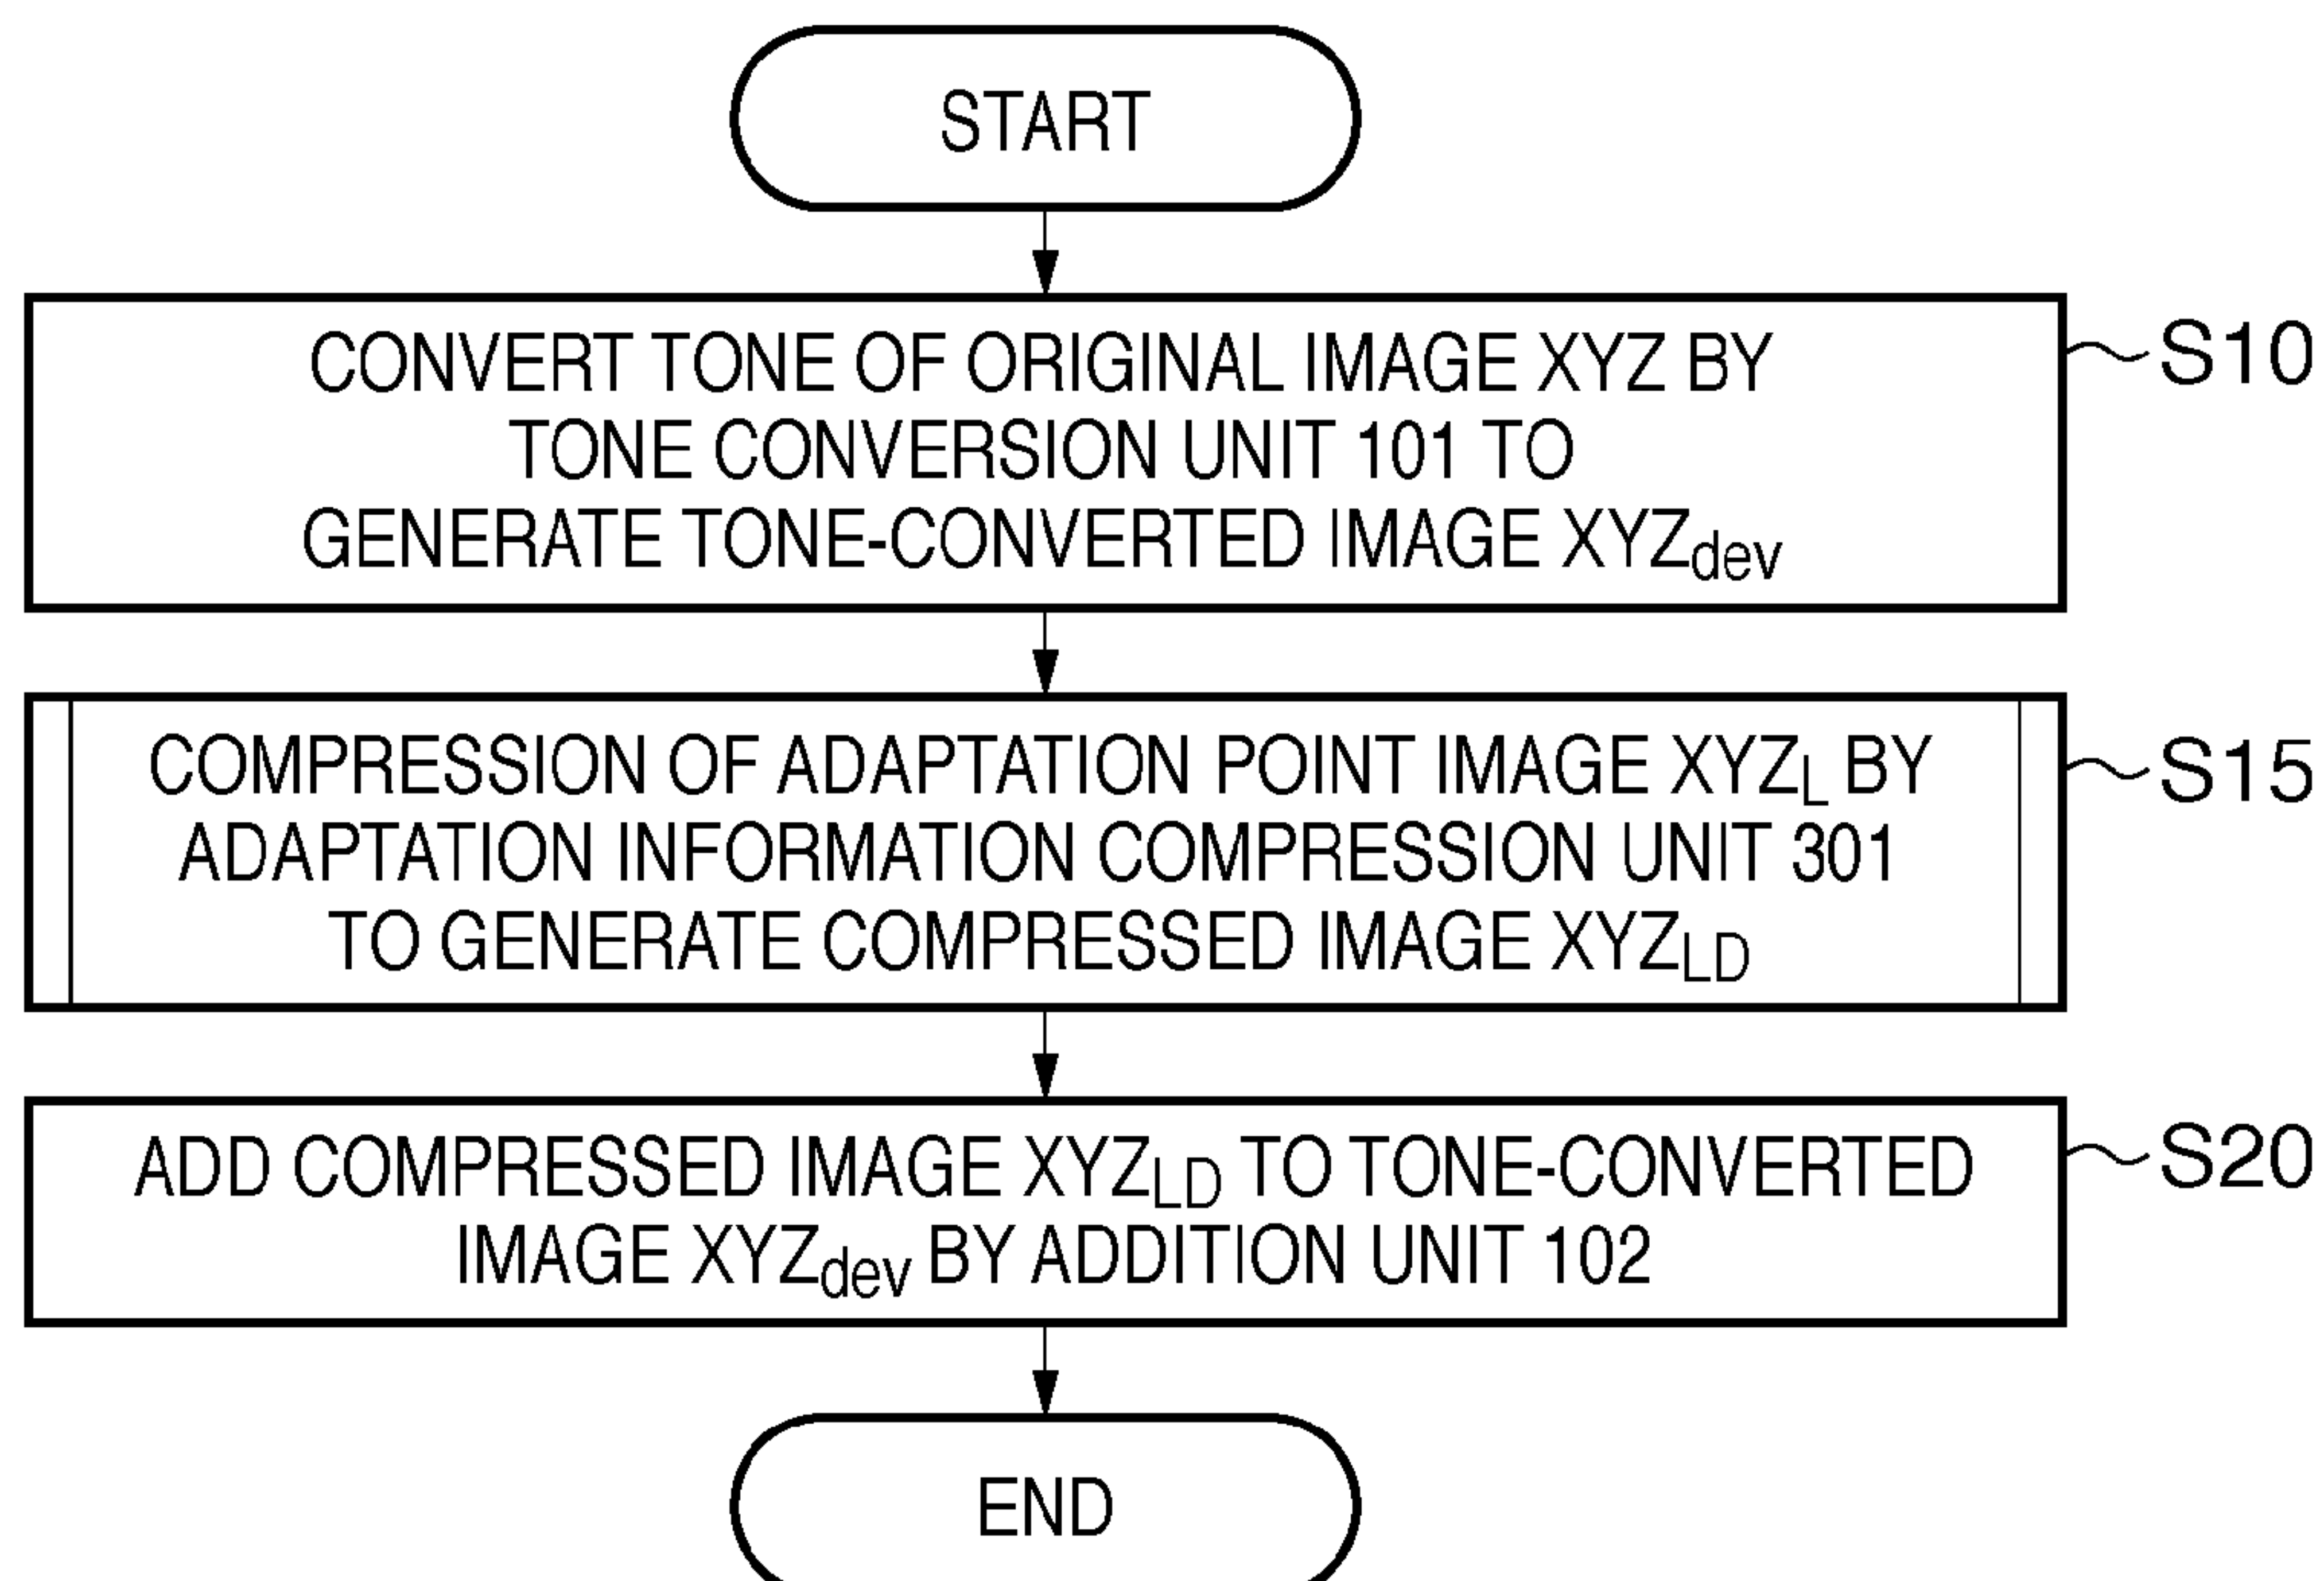 START
CONVERT TONE OF ORIGINAL IMAGE XYZ BY
TONE CONVERSION UNIT 101 TO
GENERATE TONE-CONVERTED IMAGE XYZdev
S10
COMPRESSION OF ADAPTATION POINT IMAGE XYZL BY
ADAPTATION INFORMATION COMPRESSION UNIT 301
TO GENERATE COMPRESSED IMAGE XYZLD
S15
ADD COMPRESSED IMAGE XYZLD TO TONE-CONVERTED
IMAGE XYZdev BY ADDITION UNIT 102
S20
END